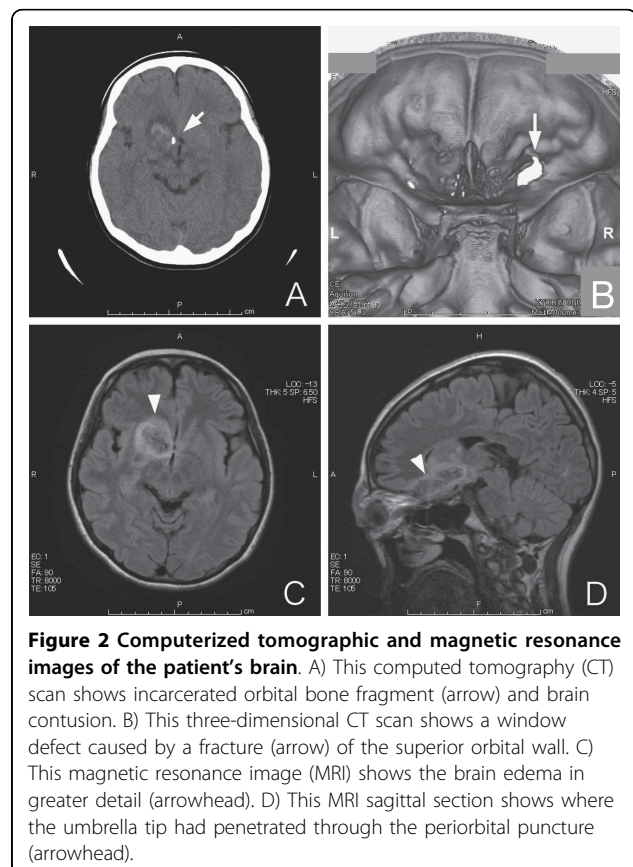 A
R
L
P
cm
A
HFS
L
R
CE
Aquilion
P
B
A
LOC: -13
THK: 5 SP: 6.50
HFS
R
L
EC: 1
SE
FA: 90
TR: 8000
TE: 105
P
cm
C
H
LOC: -5
THK: 4 SP: 5
HFS
A
P
EC: 1
SE
FA: 90
TR: 8000
TE: 105
F
cm
D
Figure 2 Computerized tomographic and magnetic resonance
images of the patient's brain. A) This computed tomography (CT)
scan shows incarcerated orbital bone fragment (arrow) and brain
contusion. B) This three-dimensional CT scan shows a window
defect caused by a fracture (arrow) of the superior orbital wall. C)
This magnetic resonance image (MRI) shows the brain edema in
greater detail (arrowhead). D) This MRI sagittal section shows where
the umbrella tip had penetrated through the periorbital puncture
(arrowhead).